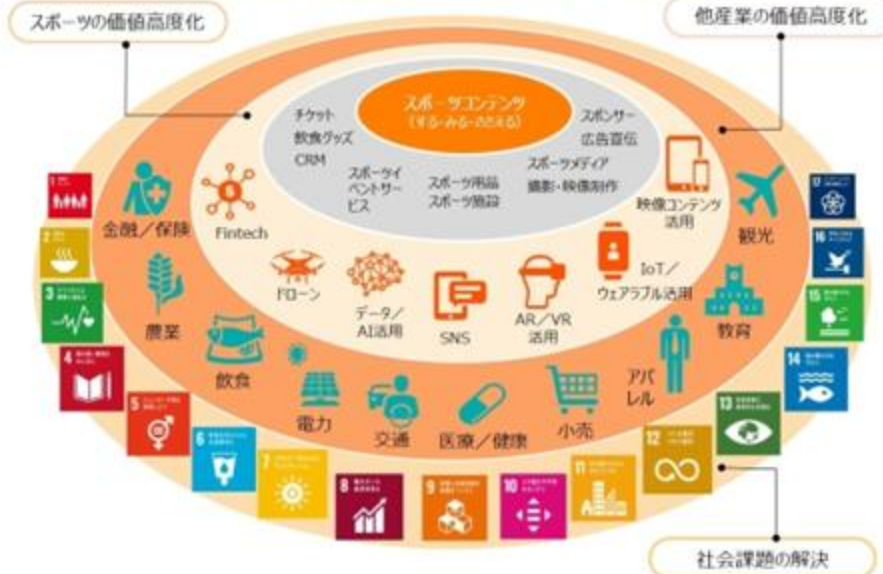 スポーツの価値高度化
他産業の価値高度化
スポーツコンテンツ
(する・みる・ささえる)
チケット
飲食グッズ
CRM
スポーツイ
ベントサー
ビス
スポーツ用品
スポーツ施設
スポンサー
広告宣伝
スポーツメディア
撮影・映像制作
Fintech
ドローン
データ/
AI活用
SNS
AR/VR
活用
IoT/
ウェアラブル活用
映像コンテンツ
活用
金融/保険
農業
飲食
電力
交通
医療/健康
小売
アパ
レル
教育
観光
1
2
3
4
5
6
7
8
9
10
11
12
13
14
15
16
17
社会課題の解決